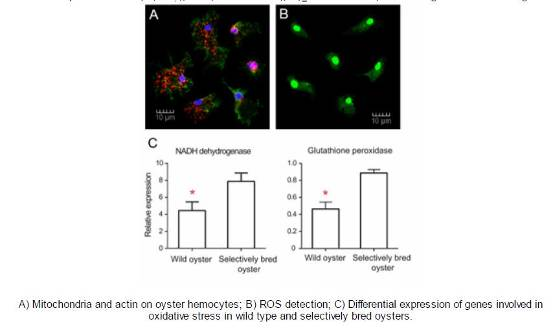 A
B
10 µm
10 µm
C
NADH dehydrogenase
Glutathione peroxidase
Relative expression
10
8
6
4
2
0
*
Wild oyster
Selectively bred
oyster
1.0
0.8
0.6
0.4
0.2
0.0
*
Wild oyster
Selectively bred
oyster
A) Mitochondria and actin on oyster hemocytes; B) ROS detection; C) Differential expression of genes involved in
oxidative stress in wild type and selectively bred oysters.